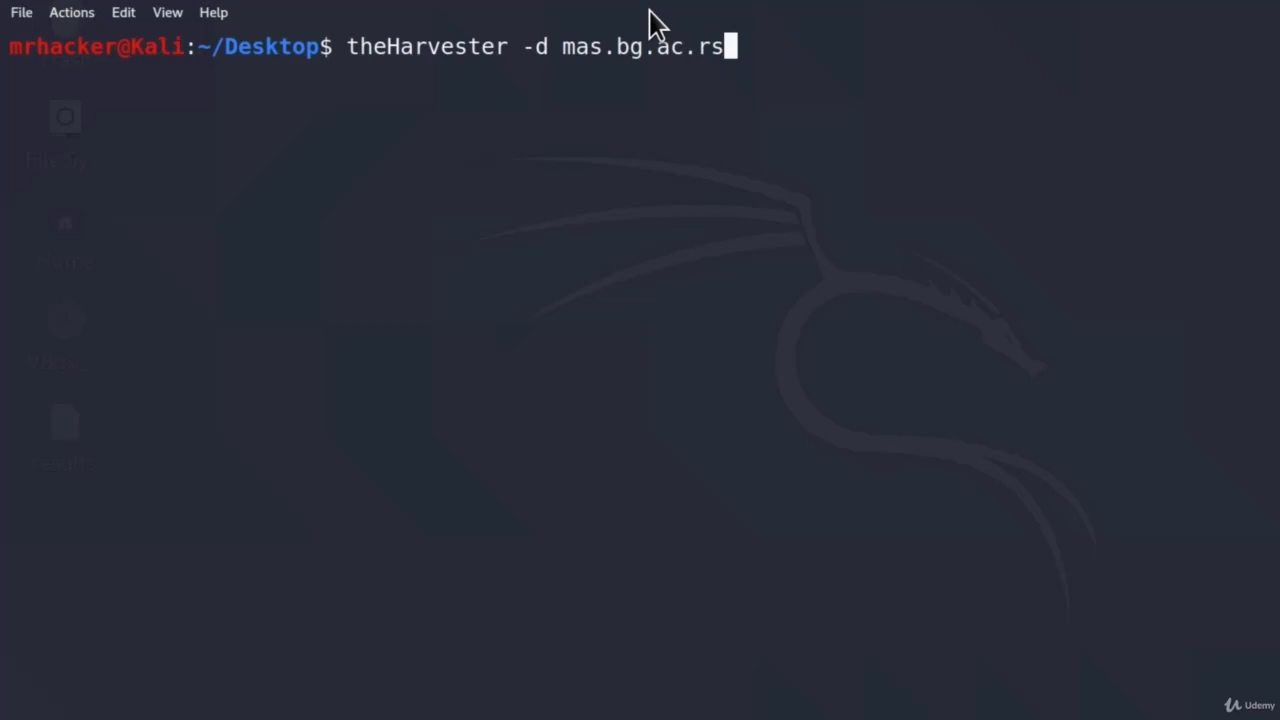 File Actions Edit View Help
mrhacker@Kali:~/Desktop$ theHarvester -d mas.bg.ac.rs
Udemy